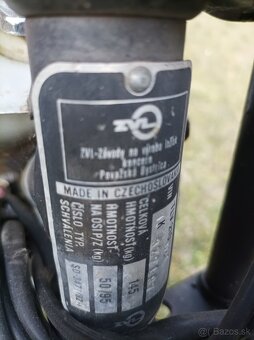 ZVL
ZVL-Závody na výrobu ložísk
koncern
Považská Bystrica
MADE IN CZECHOSLOVAKIA
CELKOVÁ
HMOTNOSŤ (kg)
145
HMOTNOSŤ
NA OSI P/Z (kg)
50/95
ČÍSLO TYP.
SCHVÁLENIA
bazos.sk